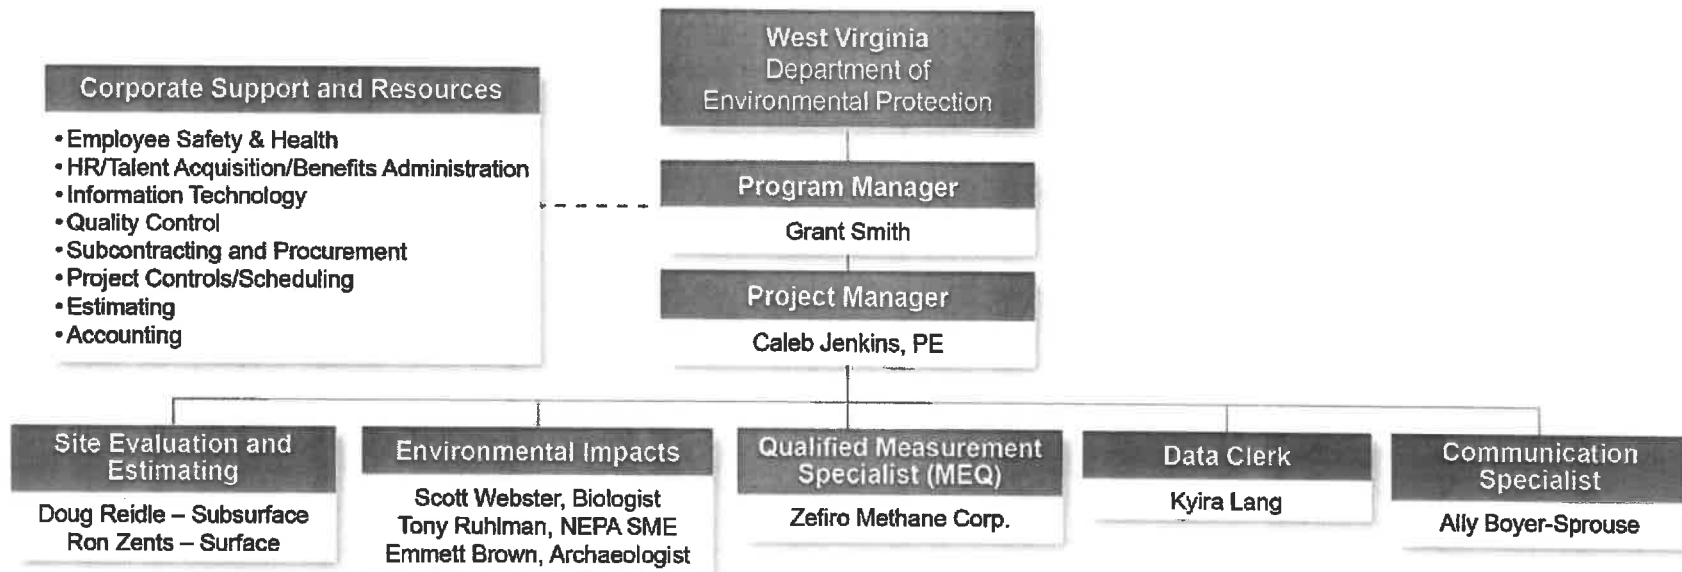 West Virginia
Department of
Environmental Protection
Corporate Support and Resources
• Employee Safety & Health
• HR/Talent Acquisition/Benefits Administration
• Information Technology
• Quality Control
• Subcontracting and Procurement
• Project Controls/Scheduling
• Estimating
• Accounting
Program Manager
Grant Smith
Project Manager
Caleb Jenkins, PE
Site Evaluation and
Estimating
Doug Reidle – Subsurface
Ron Zents – Surface
Environmental Impacts
Scott Webster, Biologist
Tony Ruhlman, NEPA SME
Emmett Brown, Archaeologist
Qualified Measurement
Specialist (MEQ)
Zefiro Methane Corp.
Data Clerk
Kyira Lang
Communication
Specialist
Ally Boyer-Sprouse